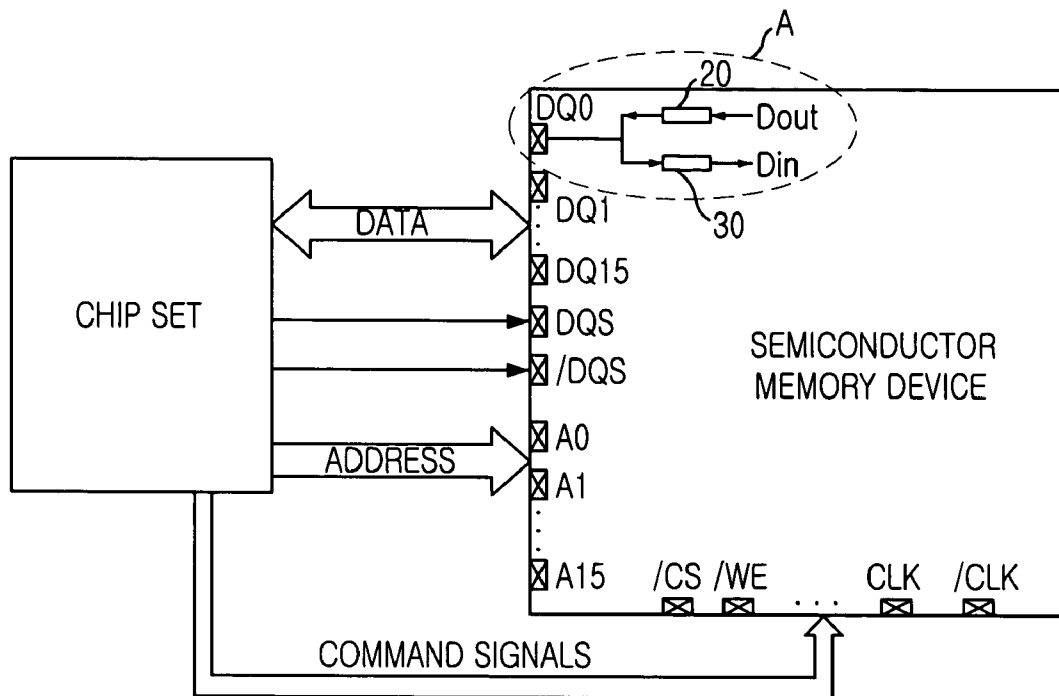 A
20
DQ0
Dout
Din
30
DQ1
DATA
DQ15
CHIP SET
DQS
SEMICONDUCTOR
MEMORY DEVICE
/DQS
A0
ADDRESS
A1
A15
/CS
/WE
CLK
/CLK
COMMAND SIGNALS